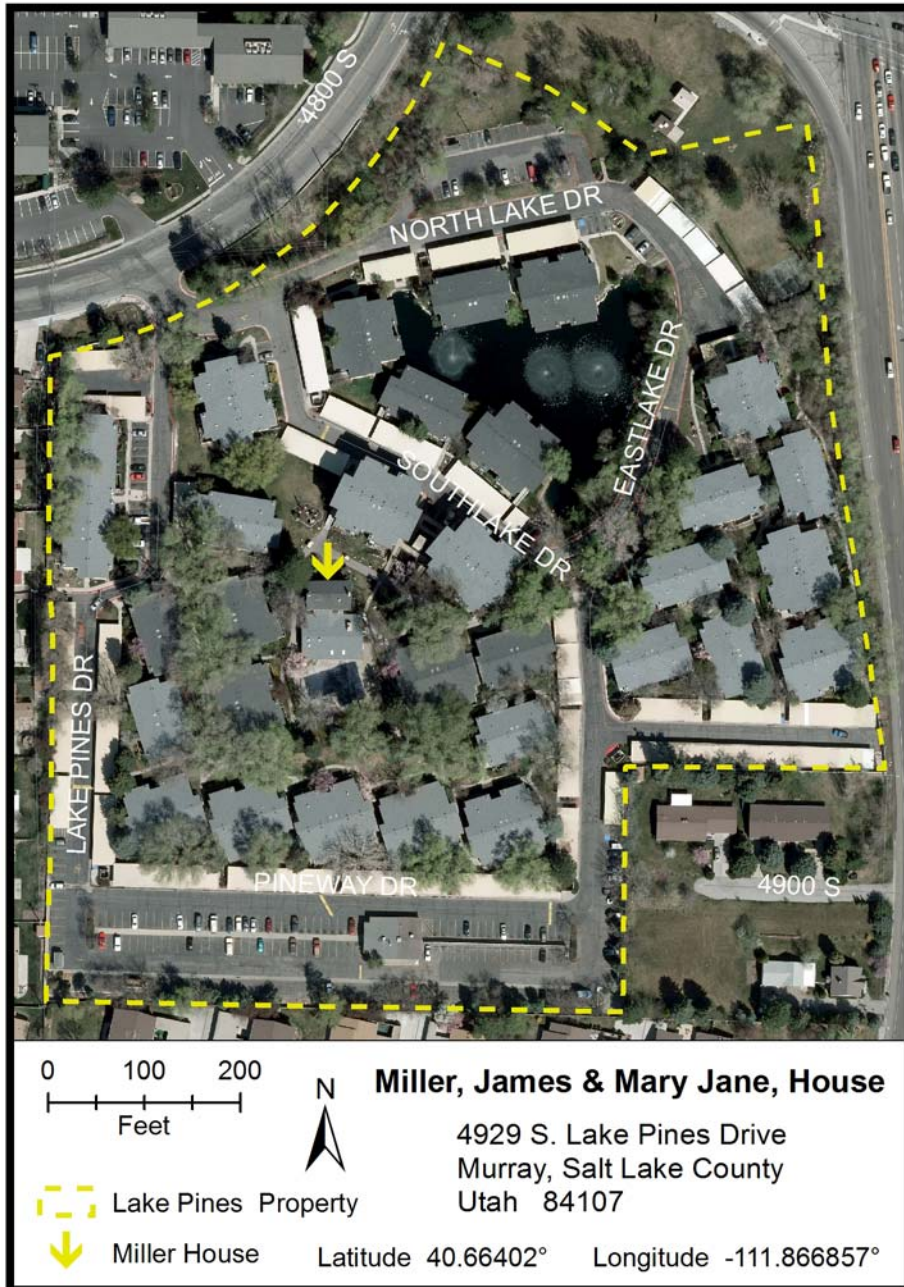 4800 S
NORTH LAKE DR
EASTLAKE DR
SOUTHLAKE DR
LAKE PINES DR
PINEWAY DR
4900 S
0 100 200
Feet
N
Miller, James & Mary Jane, House
4929 S. Lake Pines Drive
Murray, Salt Lake County
Utah 84107
Lake Pines Property
Miller House
Latitude 40.66402° Longitude -111.866857°